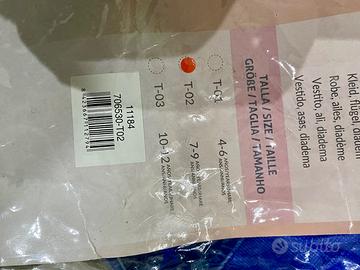 Kleid, flügel, diadem
Robe, ailes, diadème
Vestito, ali, diadema
Vestido, asas, diadema
TALLA / SIZE / TAILLE
GRÖßE / TAGLIA / TAMANHO
T-01 4-6
T-02 7-9
T-03 10-12
11184
706530-T02
subito